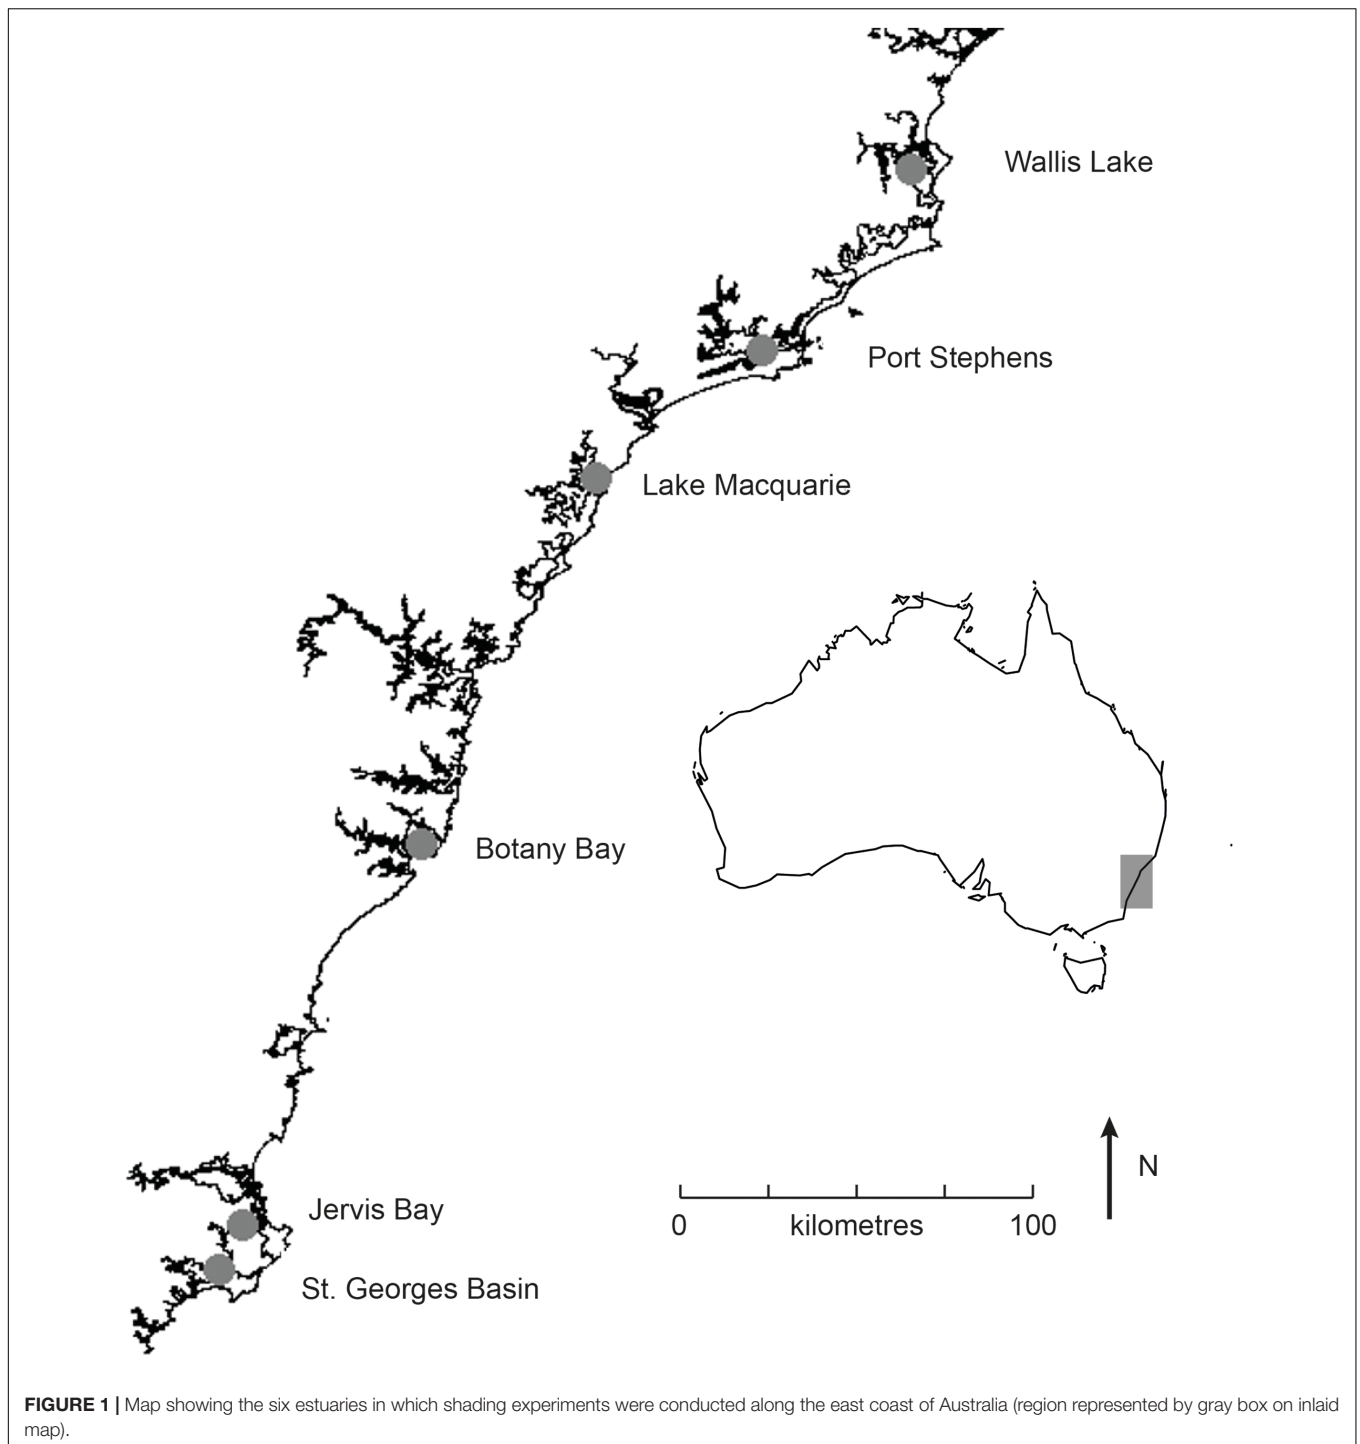 Wallis Lake
Port Stephens
Lake Macquarie
Botany Bay
Jervis Bay
N
0 kilometres 100
St. Georges Basin
FIGURE 1 | Map showing the six estuaries in which shading experiments were conducted along the east coast of Australia (region represented by gray box on inlaid
map).